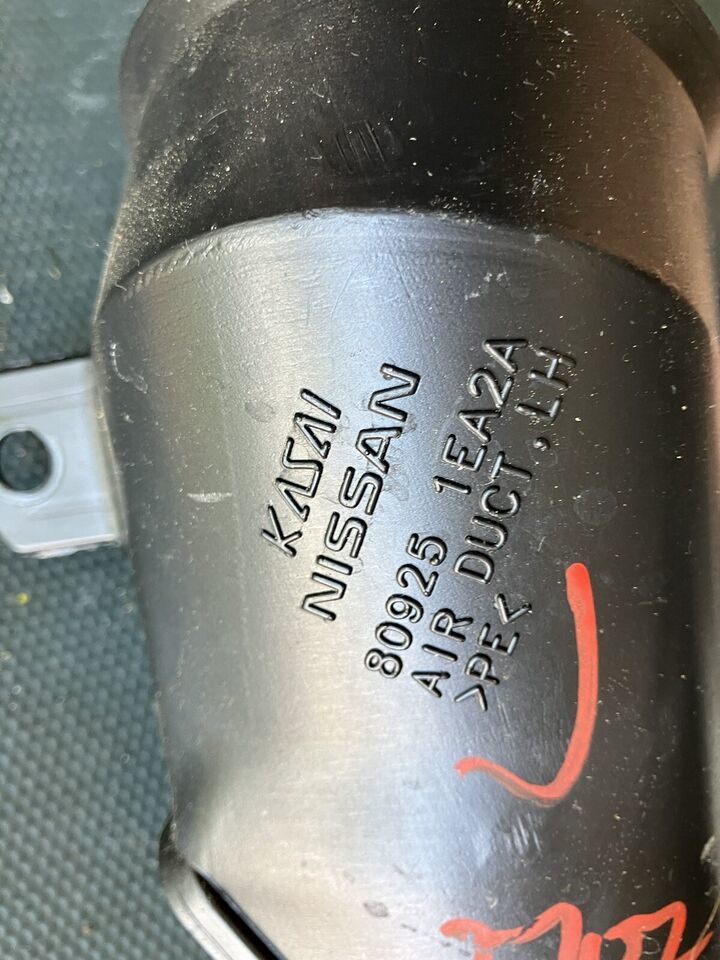 KASAI
NISSAN
80925 1EA2A
AIR DUCT,LH
>PE<